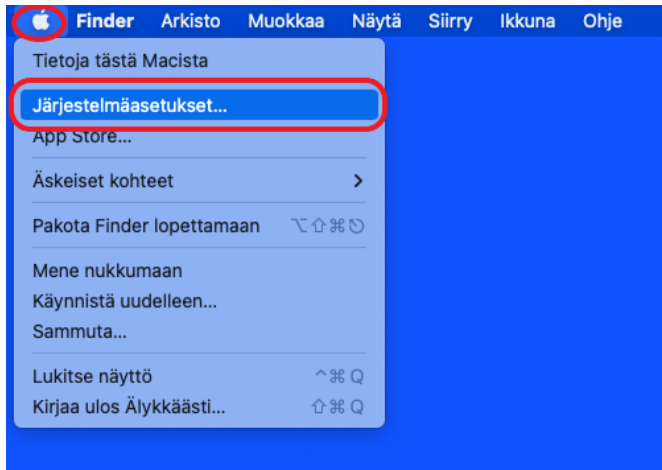 Finder Arkisto Muokkaa Näytä Siirry Ikkuna Ohje
Tietoja tästä Macista
Järjestelmäasetukset...
App Store...
Äskeiset kohteet
Pakota Finder lopettamaan ⌥⇧⌘⎋
Mene nukkumaan
Käynnistä uudelleen...
Sammuta...
Lukitse näyttö ^⌘Q
Kirjaa ulos Älykkäästi... ⇧⌘Q